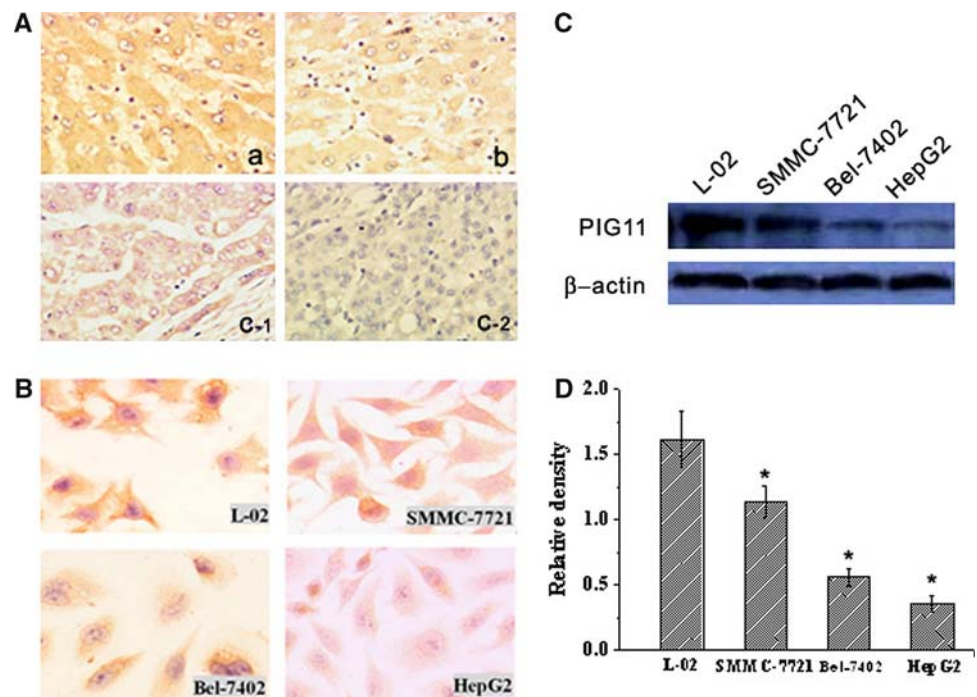 A
a
b
C-1
C-2
B
L-02
SMMC-7721
Bel-7402
HepG2
C
L-02
SMMC-7721
Bel-7402
HepG2
PIG11
β-actin
D
2.0
1.5
1.0
0.5
0.0
Relative density
*
*
*
L-02
SMMC-7721
Bel-7402
HepG2